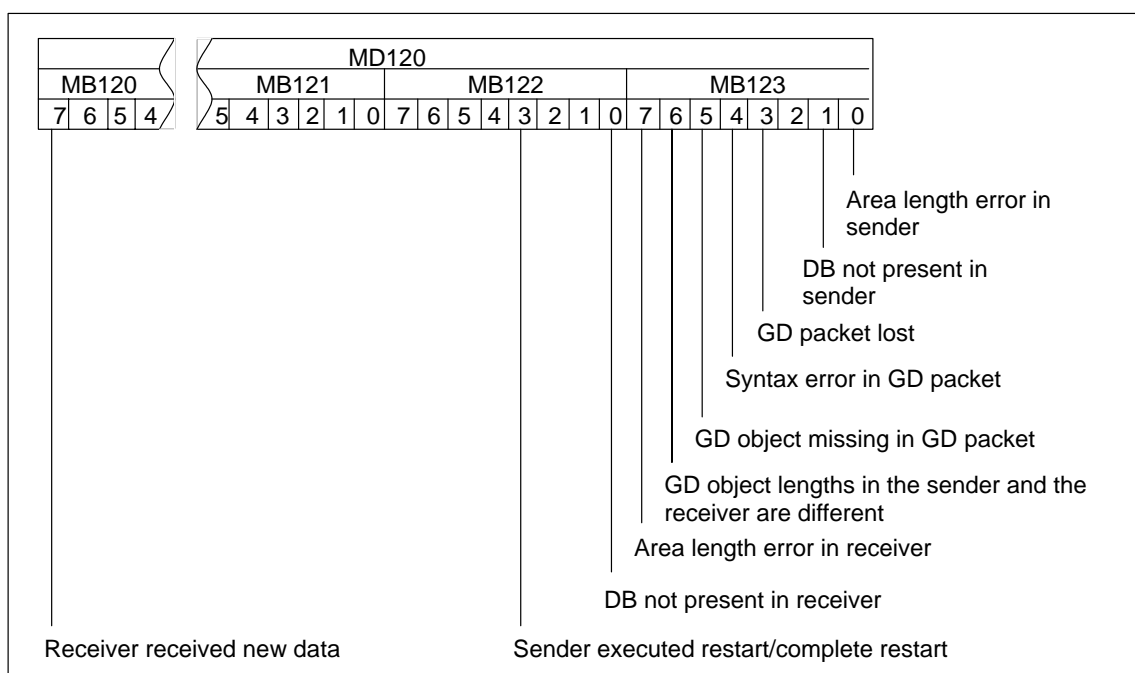 MD120
MB120 MB121 MB122 MB123
7 6 5 4 5 4 3 2 1 0 7 6 5 4 3 2 1 0 7 6 5 4 3 2 1 0
Area length error in
sender
DB not present in
sender
GD packet lost
Syntax error in GD packet
GD object missing in GD packet
GD object lengths in the sender and the
receiver are different
Area length error in receiver
DB not present in receiver
Receiver received new data
Sender executed restart/complete restart